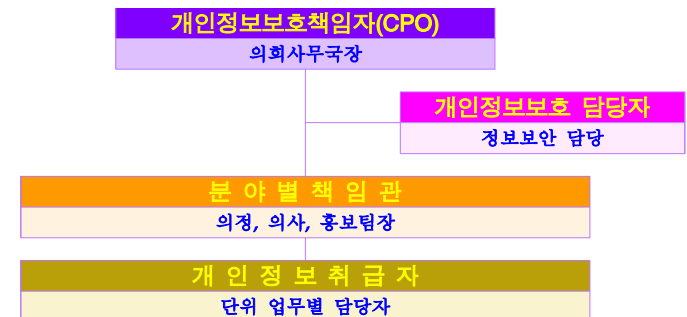 개인정보보호책임자(CPO)
의회사무국장
개인정보보호 담당자
정보보안 담당
분 야 별 책 임 관
의정, 의사, 홍보팀장
개 인 정 보 취 급 자
단위 업무별 담당자